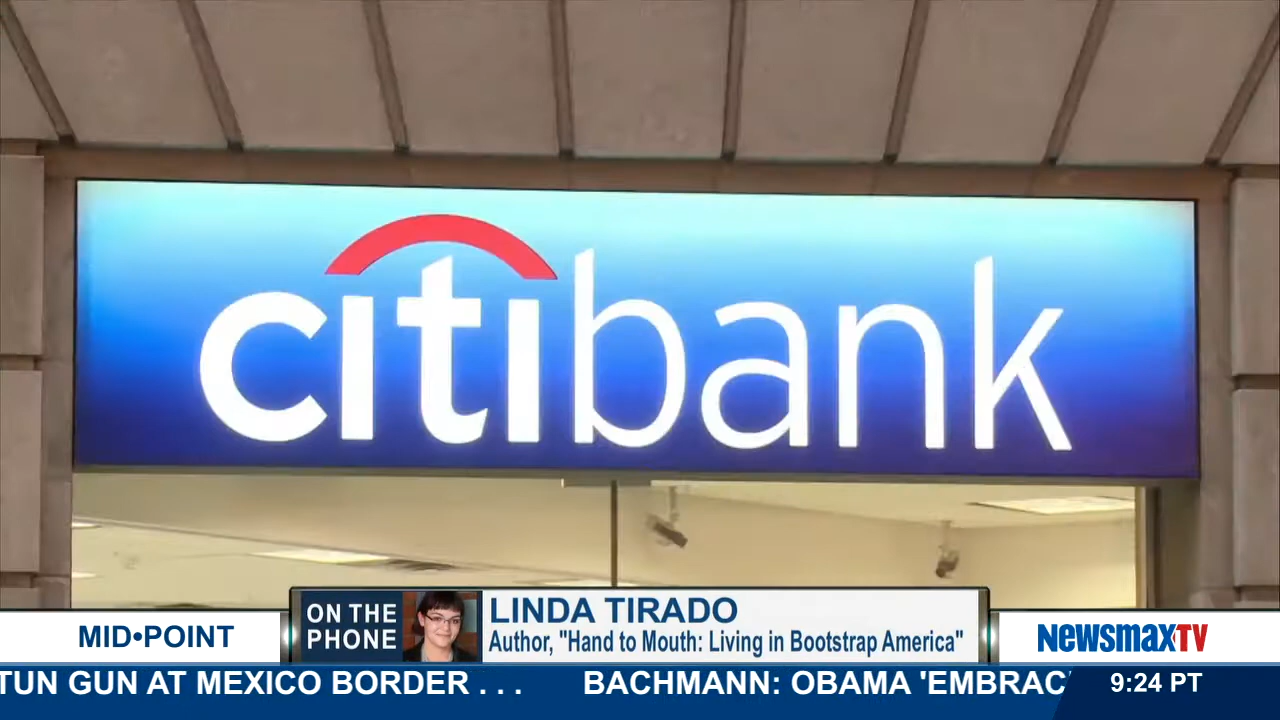 citibank
ON THE
PHONE
LINDA TIRADO
Author, "Hand to Mouth: Living in Bootstrap America"
MID•POINT
NEWSMAXTV
TUN GUN AT MEXICO BORDER . . . BACHMANN: OBAMA 'EMBRAC
9:24 PT